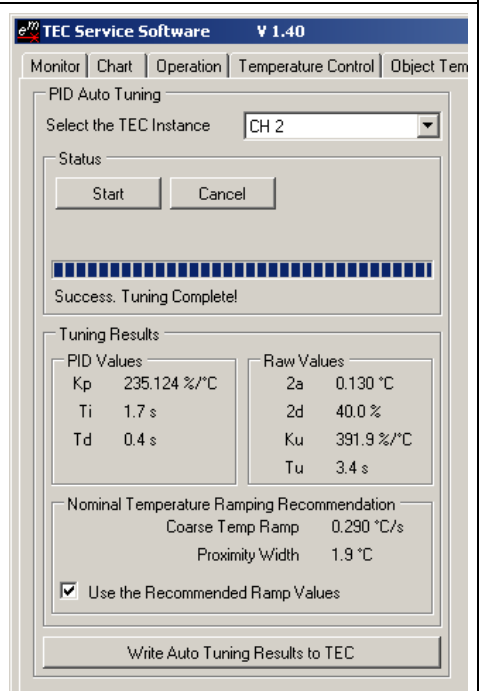 em TEC Service Software V 1.40
Monitor Chart Operation Temperature Control Object Tem
PID Auto Tuning
Select the TEC Instance CH 2
Status
Start Cancel
Success. Tuning Complete!
Tuning Results
PID Values
Kp 235.124 %/°C
Ti 1.7 s
Td 0.4 s
Raw Values
2a 0.130 °C
2d 40.0 %
Ku 391.9 %/°C
Tu 3.4 s
Nominal Temperature Ramping Recommendation
Coarse Temp Ramp 0.290 °C/s
Proximity Width 1.9 °C
Use the Recommended Ramp Values
Write Auto Tuning Results to TEC